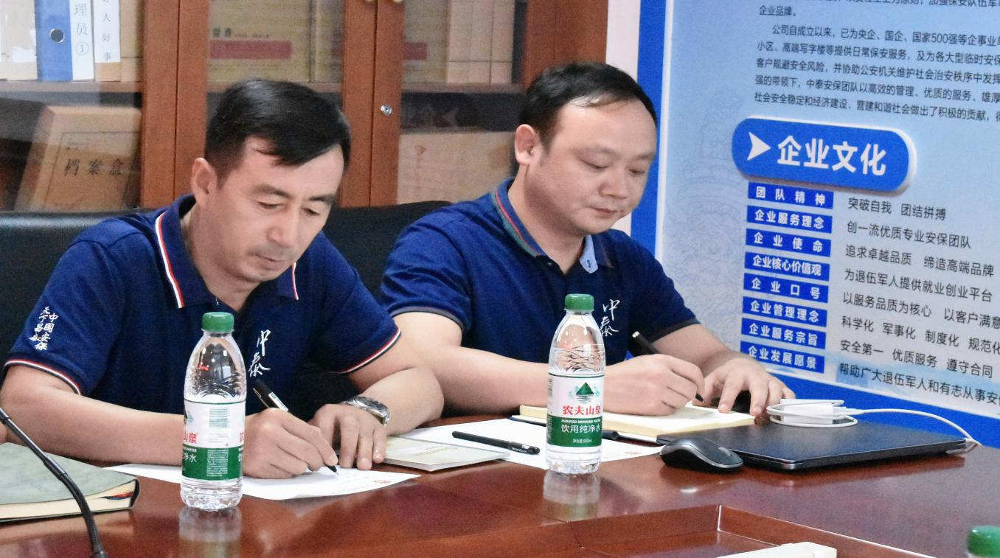 理员①
好人好事
档案盒
企业品牌。
公司自成立以来，已为央企、国企、国家500强等企事业单
小区、高端写字楼等提供日常保安服务，及为各大型临时安保
客户规避安全风险，并协助公安机关维护社会治安秩序中发挥
强的带领下，中泰安保团队以高效的管理、优质的服务、雄厚
社会安全稳定和经济建设、营建和谐社会做出了积极的贡献，得
企业文化
团队精神 突破自我 团结拼搏
企业服务理念 创一流优质专业安保团队
企业使命 追求卓越品质 缔造高端品牌
企业核心价值观 为退伍军人提供就业创业平台
企业口号 以服务品质为核心 以客户满意
企业管理理念 科学化 军事化 制度化 规范化
企业服务宗旨 安全第一 优质服务 遵守合同
企业发展愿景 帮助广大退伍军人和有志从事安保
中国安保
天下易
中泰
中泰
山泉
净水
农夫山泉
PURIFIED DRINKING WATER
饮用纯净水